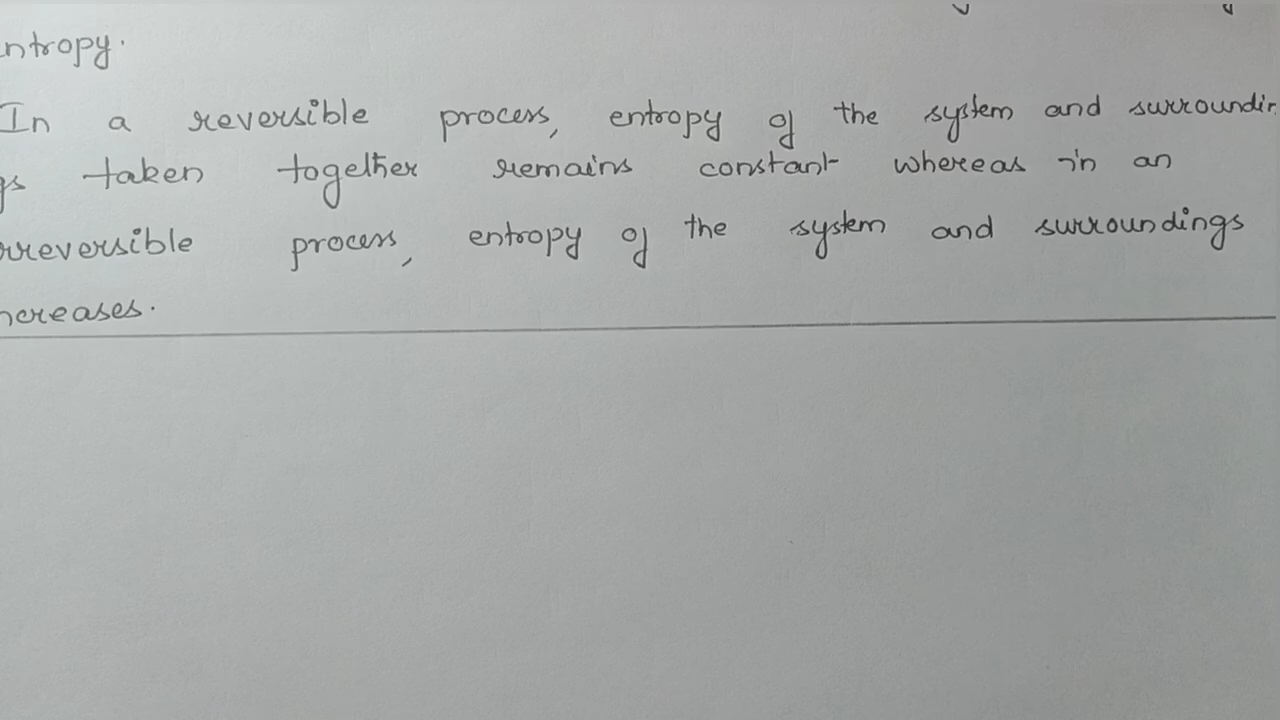 ntropy.
In a reversible process, entropy of the system and surroundin
gs taken together remains constant whereas in an
rreversible process, entropy of the system and surroundings
ncreases.